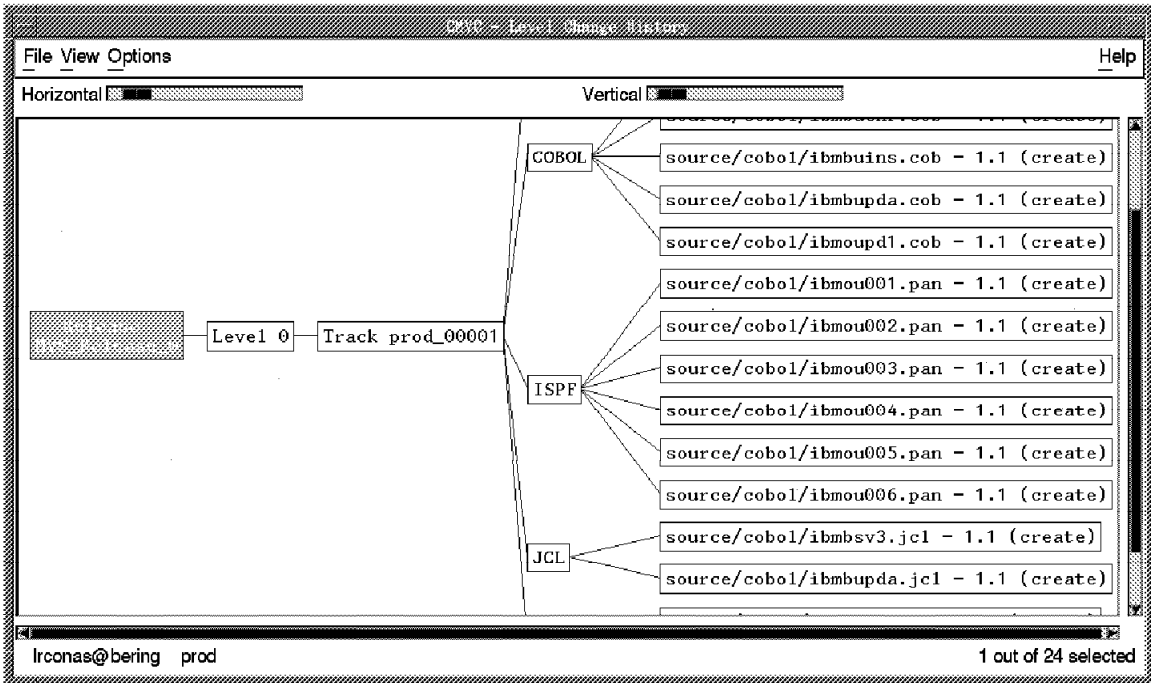 CMVC - Level Change History
File View Options Help
Horizontal Vertical
COBOL
source/cobol/ibmbuins.cob - 1.1 (create)
source/cobol/ibmbupda.cob - 1.1 (create)
source/cobol/ibmoupd1.cob - 1.1 (create)
source/cobol/ibmou001.pan - 1.1 (create)
Level 0
Track prod_00001
source/cobol/ibmou002.pan - 1.1 (create)
source/cobol/ibmou003.pan - 1.1 (create)
ISPF
source/cobol/ibmou004.pan - 1.1 (create)
source/cobol/ibmou005.pan - 1.1 (create)
source/cobol/ibmou006.pan - 1.1 (create)
source/cobol/ibmbsv3.jcl - 1.1 (create)
JCL
source/cobol/ibmbupda.jcl - 1.1 (create)
lrconas@bering prod 1 out of 24 selected